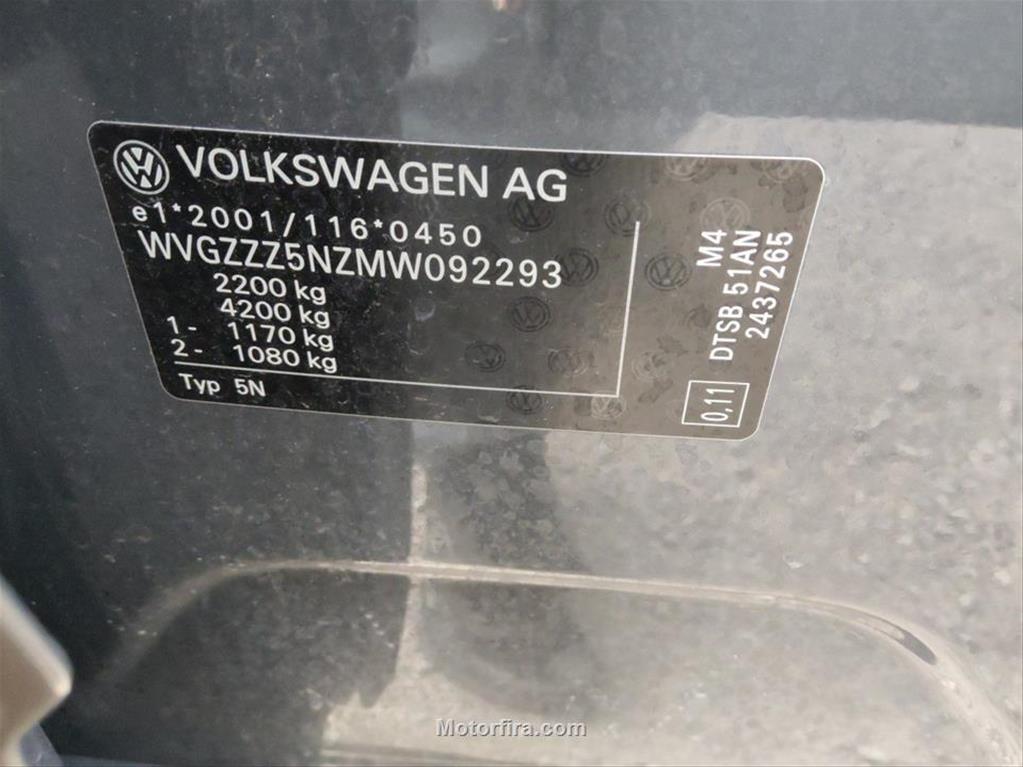 VOLKSWAGEN AG
e1*2001/116*0450
WVGZZZ5NZMW092293
2200 kg
4200 kg
1- 1170 kg
2- 1080 kg
Typ 5N
M4
DTSB 51AN
2437265
0,11
Motorfira.com